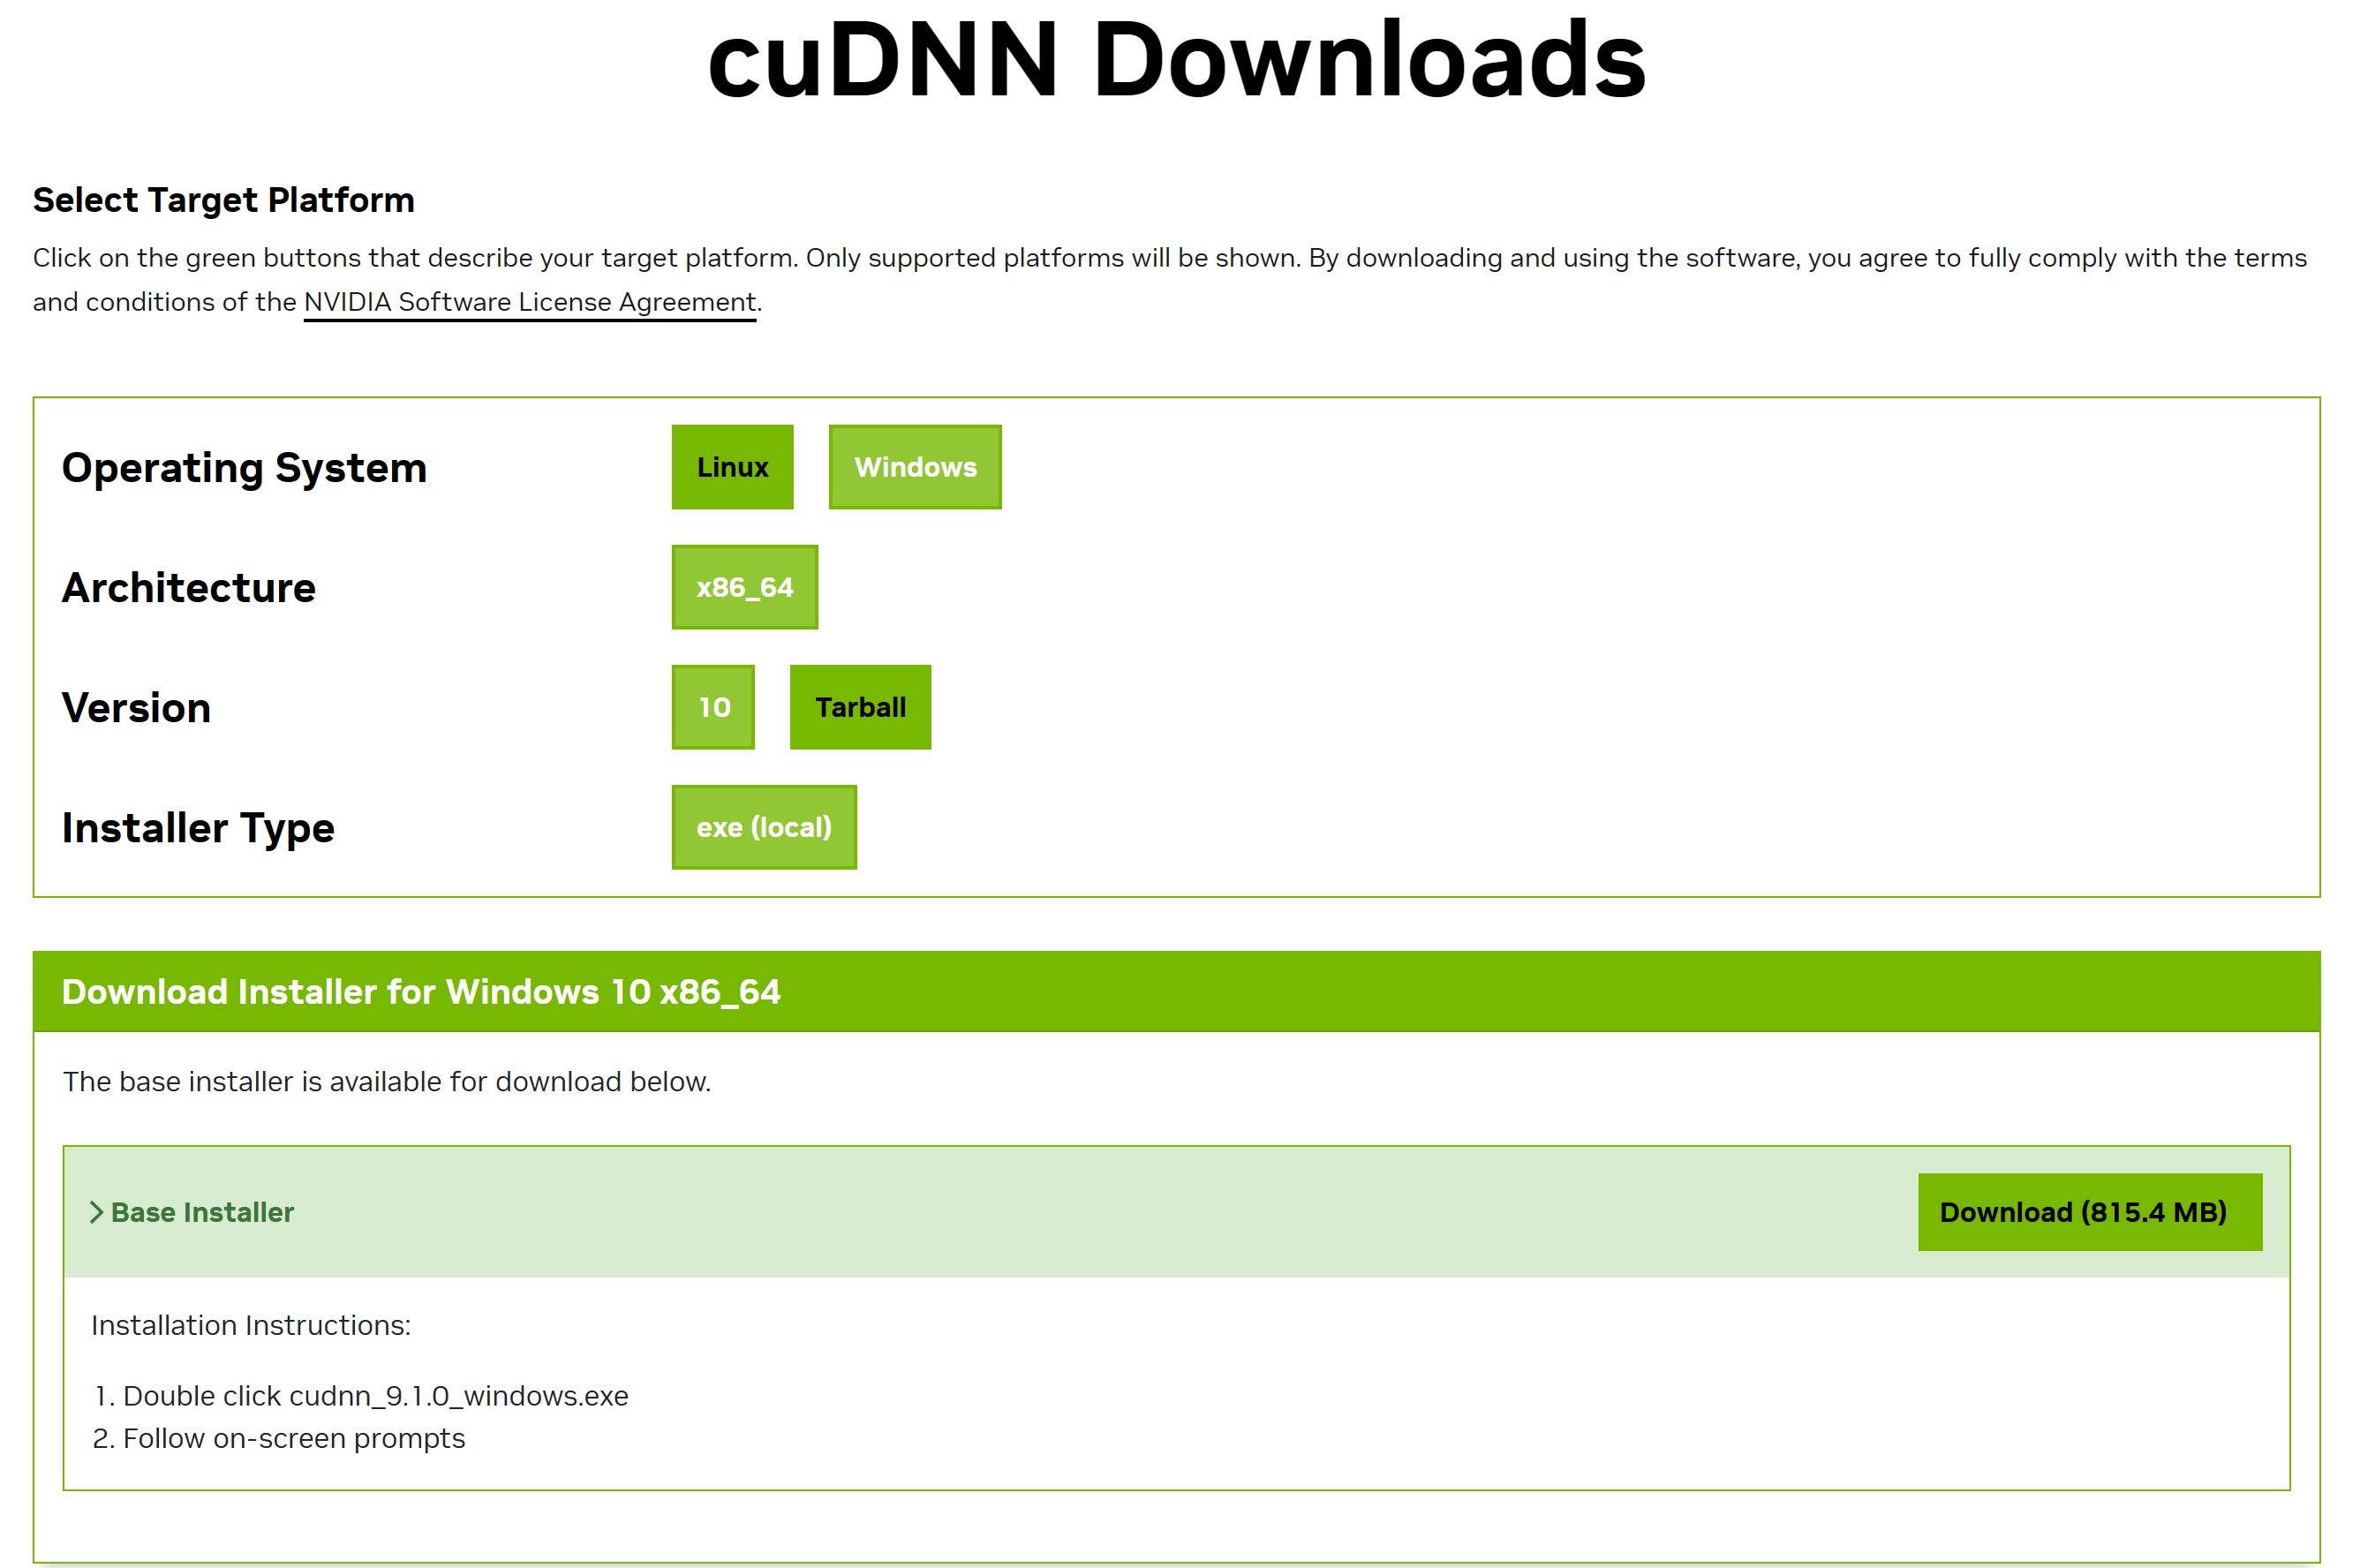 cuDNN Downloads
Select Target Platform
Click on the green buttons that describe your target platform. Only supported platforms will be shown. By downloading and using the software, you agree to fully comply with the terms
and conditions of the NVIDIA Software License Agreement.
Operating System
Linux
Windows
Architecture
x86_64
Version
10
Tarball
Installer Type
exe (local)
Download Installer for Windows 10 x86_64
The base installer is available for download below.
Base Installer
Download (815.4 MB)
Installation Instructions:
1. Double click cudnn_9.1.0_windows.exe
2. Follow on-screen prompts